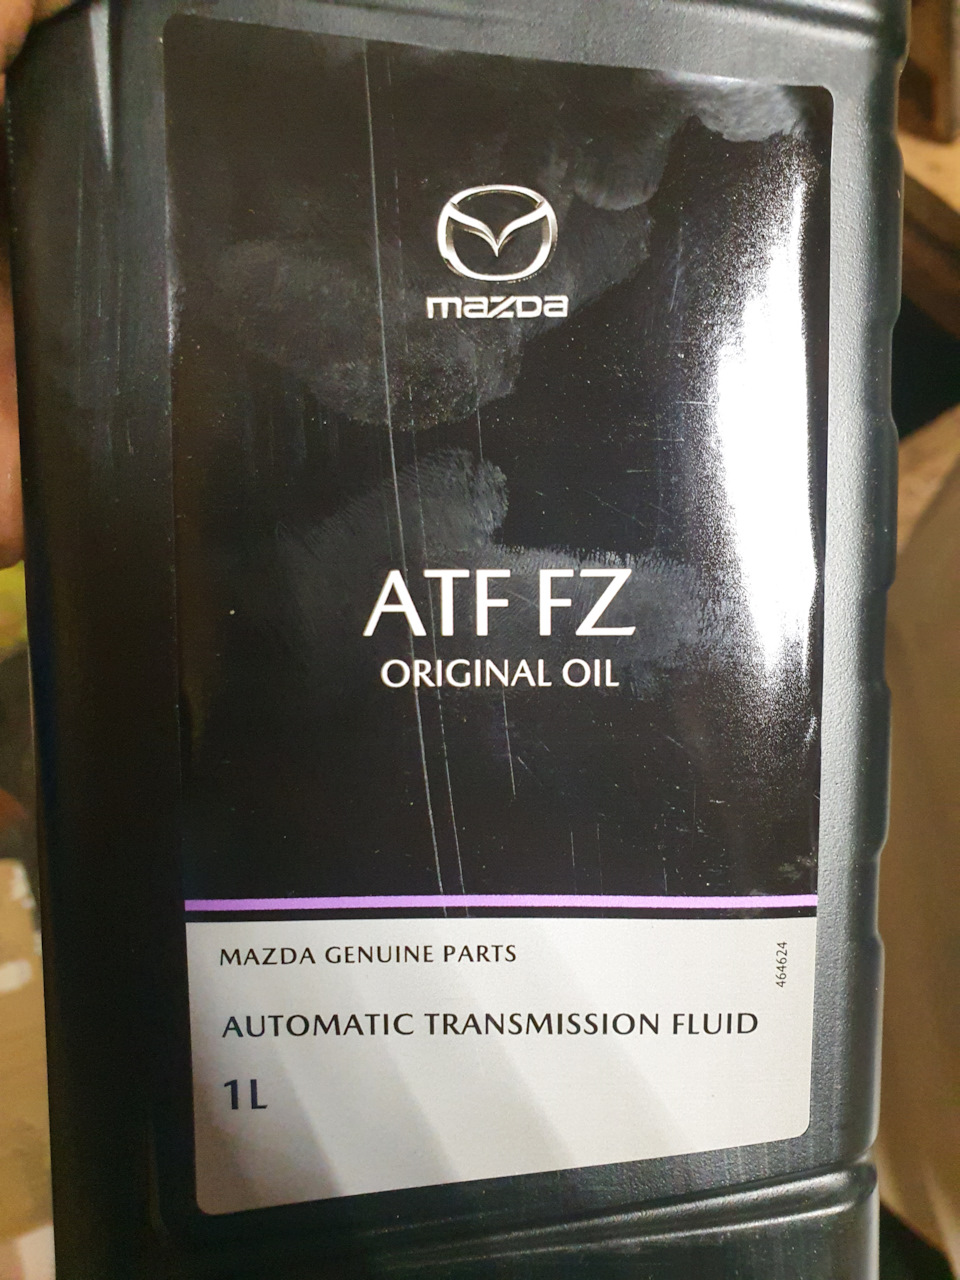 mazda
ATF FZ
ORIGINAL OIL
MAZDA GENUINE PARTS
464624
AUTOMATIC TRANSMISSION FLUID
1L